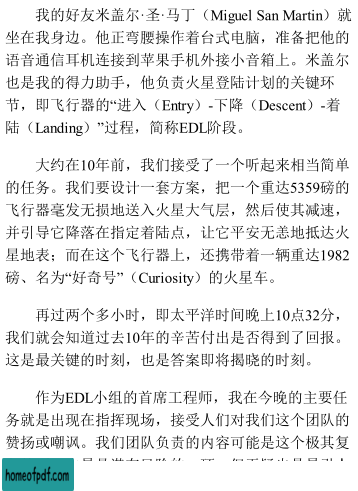 我的好友米盖尔·圣·马丁（Miguel San Martin）就
坐在我身边。他正弯腰操作着台式电脑，准备把他的
语音通信耳机连接到苹果手机外接小音箱上。米盖尔
也是我的得力助手，他负责火星登陆计划的关键环
节，即飞行器的“进入（Entry）-下降（Descent）-着
陆（Landing）”过程，简称EDL阶段。
大约在10年前，我们接受了一个听起来相当简单
的任务。我们要设计一套方案，把一个重达5359磅的
飞行器毫发无损地送入火星大气层，然后使其减速，
并引导它降落在指定着陆点，让它平安无恙地抵达火
星地表；而在这个飞行器上，还携带着一辆重达1982
磅、名为“好奇号”（Curiosity）的火星车。
再过两个多小时，即太平洋时间晚上10点32分，
我们就会知道过去10年的辛苦付出是否得到了回报。
这是最关键的时刻，也是答案即将揭晓的时刻。
作为EDL小组的首席工程师，我在今晚的主要任
务就是出现在指挥现场，接受人们对我们这个团队的
赞扬或嘲讽。我们团队负责的内容可能是这个极其复
homeofpdf.com